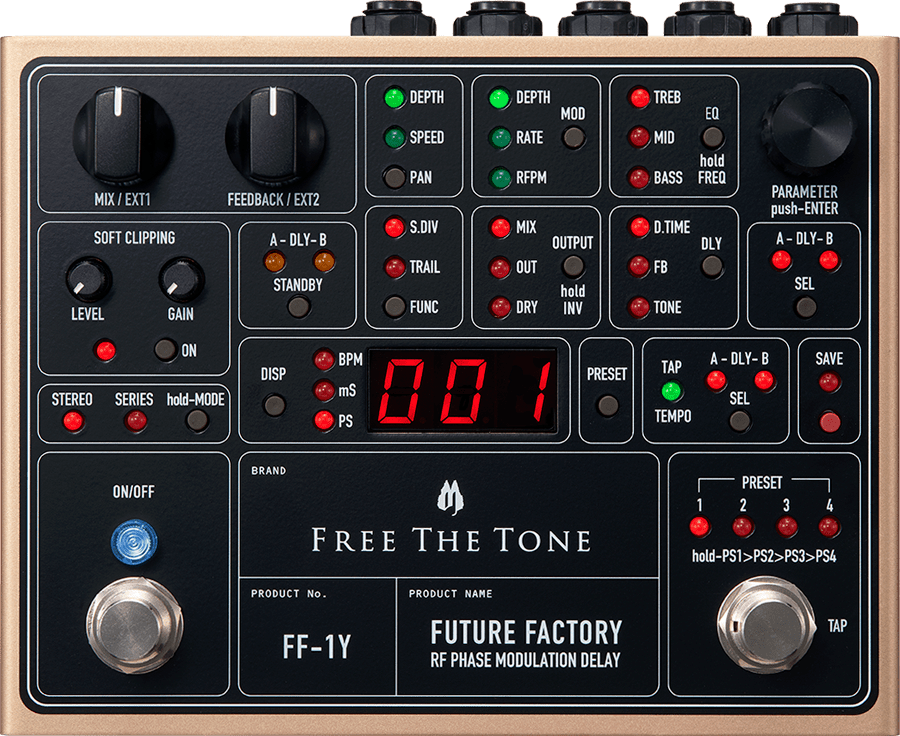 MIX / EXT1
FEEDBACK / EXT2
DEPTH
SPEED
PAN
DEPTH
RATE
RFPM
MOD
TREB
MID
BASS
EQ
hold
FREQ
PARAMETER
push-ENTER
SOFT CLIPPING
LEVEL
GAIN
ON
A - DLY- B
STANDBY
S.DIV
TRAIL
FUNC
MIX
OUT
DRY
OUTPUT
hold
INV
D.TIME
FB
TONE
DLY
A - DLY- B
SEL
STEREO
SERIES
hold-MODE
DISP
BPM
mS
PS
001
PRESET
TAP
TEMPO
A - DLY- B
SEL
SAVE
ON/OFF
BRAND
FREE THE TONE
PRODUCT No.
FF-1Y
PRODUCT NAME
FUTURE FACTORY
RF PHASE MODULATION DELAY
PRESET
1 2 3 4
hold-PS1>PS2>PS3>PS4
TAP